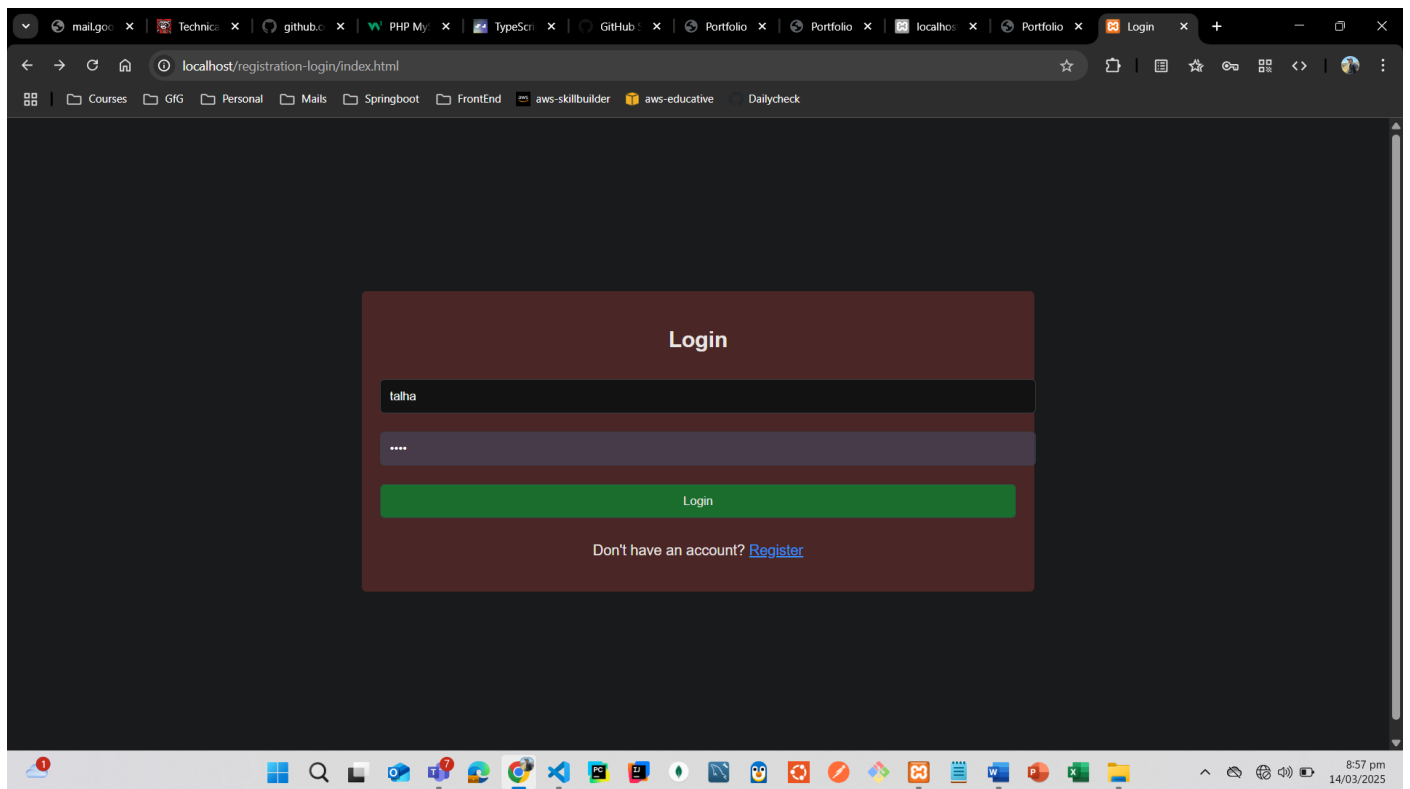 mail.goo Technica github.c PHP My TypeScri GitHub S Portfolio Portfolio localhos Portfolio Login
localhost/registration-login/index.html
Courses GfG Personal Mails Springboot FrontEnd aws-skillbuilder aws-educative Dailycheck
Login
talha
••••
Login
Don't have an account? Register
1
7
8:57 pm
14/03/2025